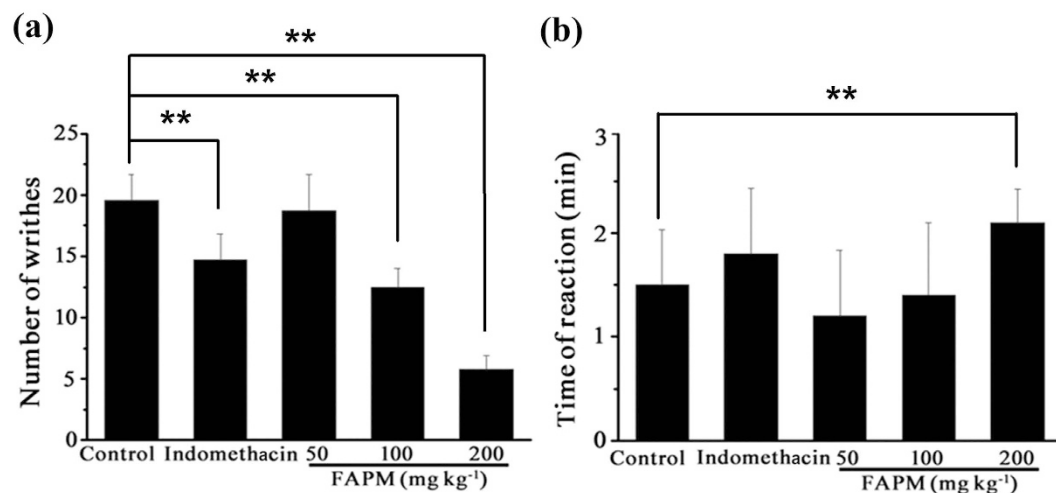 (a)
**
**
**
Number of writhes
25
20
15
10
5
0
Control Indomethacin 50 100 200
FAPM (mg kg-1)
(b)
**
Time of reaction (min)
3
2
1
0
Control Indomethacin 50 100 200
FAPM (mg kg-1)